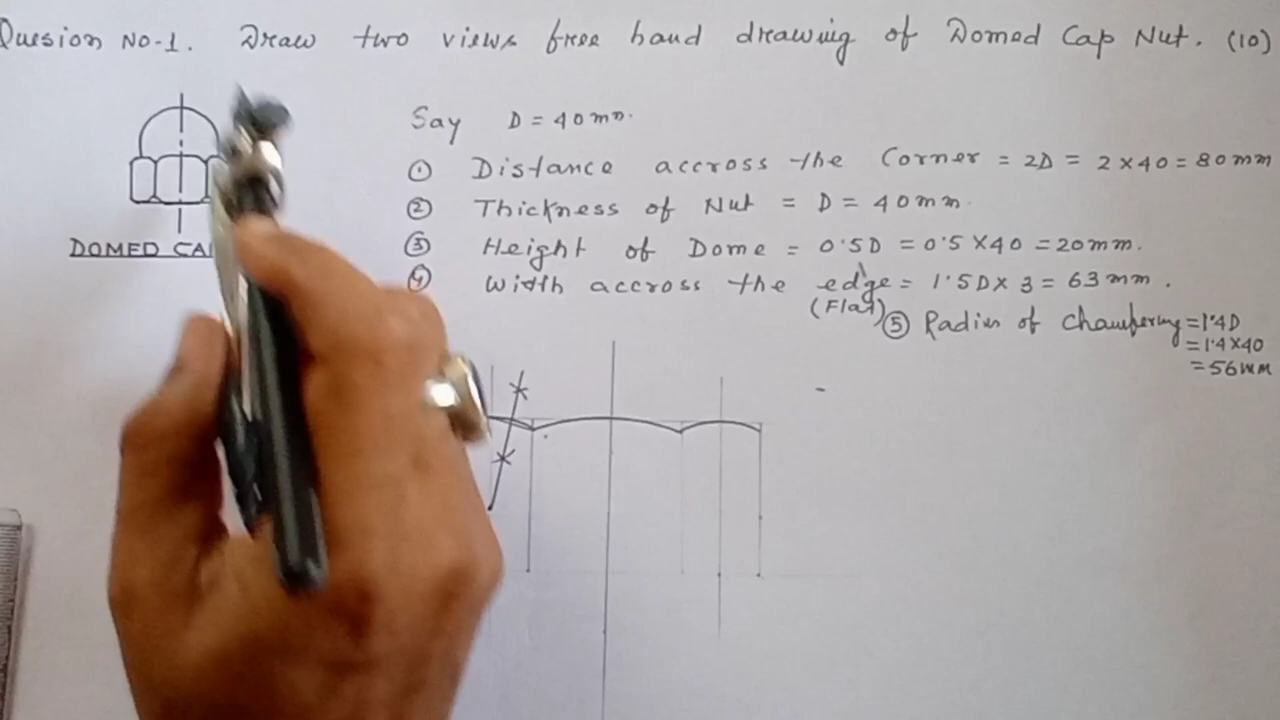 Quesion No-1. Draw two views free hand drawing of Domed Cap Nut. (10)
Say D = 40mm.
① Distance accross the Corner = 2D = 2×40 = 80mm
② Thickness of Nut = D = 40mm.
③ Height of Dome = 0.5D = 0.5×40 = 20mm.
④ Width accross the edge = 1.5D×3 = 63mm.
(Flat)
⑤ Radius of Chamfering = 1.4D
= 1.4×40
= 56mm
DOMED CA